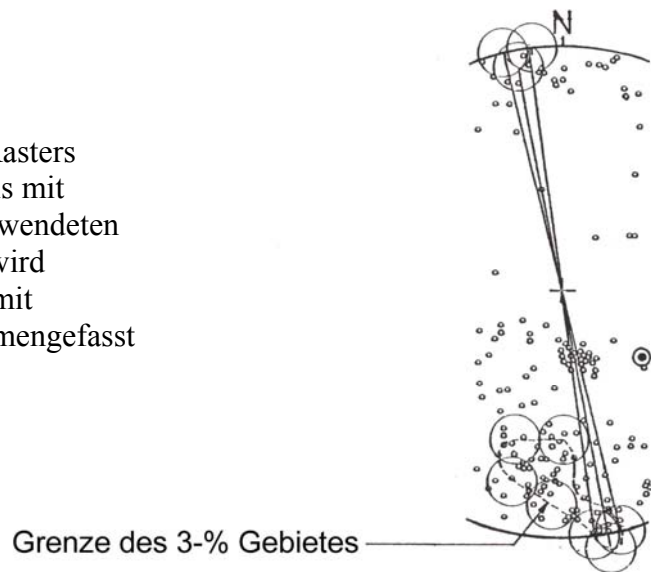 N
asters
s mit
wendeten
vird
mit
mengefasst
Grenze des 3-% Gebietes